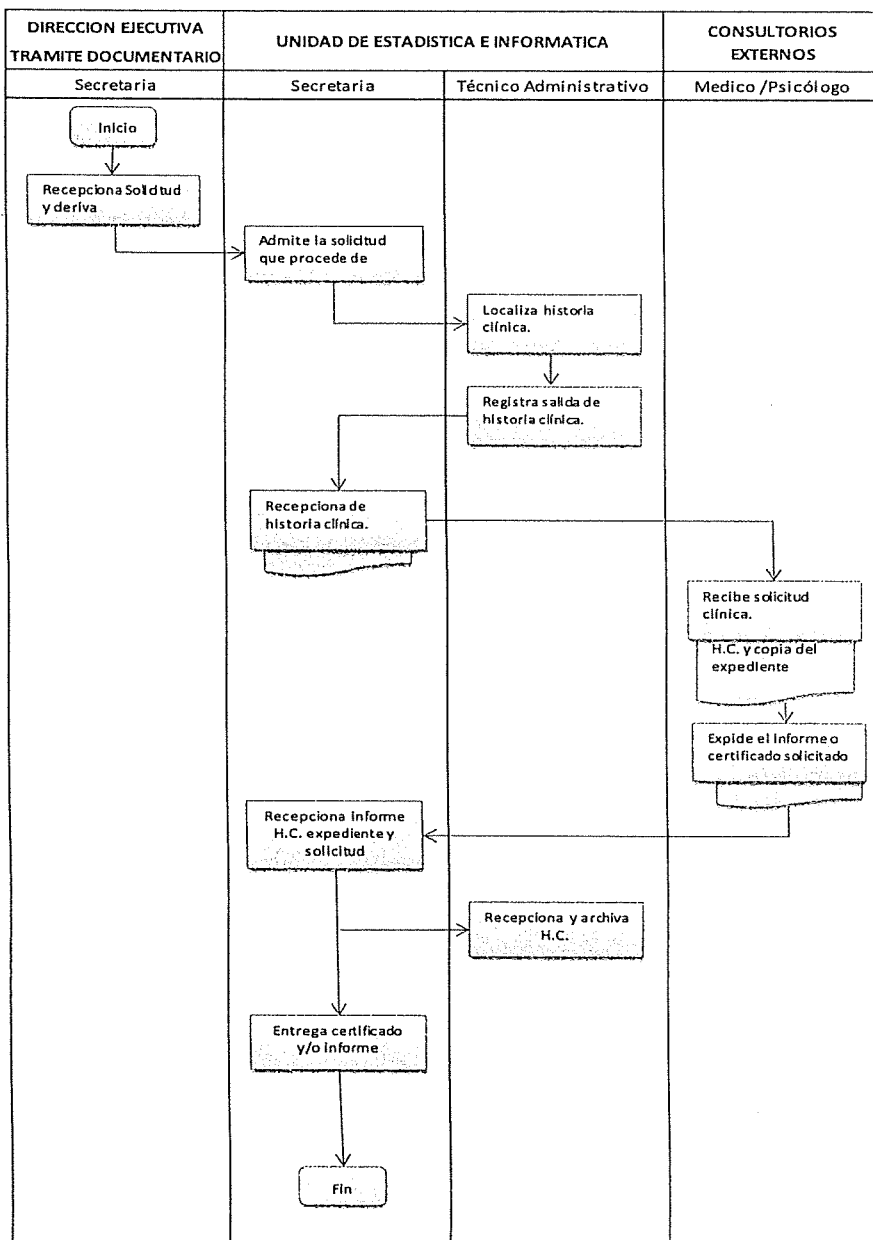 DIRECCION EJECUTIVA
TRAMITE DOCUMENTARIO
UNIDAD DE ESTADISTICA E INFORMATICA
CONSULTORIOS
EXTERNOS
Secretaria
Secretaria
Técnico Administrativo
Medico /Psicólogo
Inicio
Recepciona Solicitud
y deriva
Admite la solicitud
que procede de
Localiza historia
clínica.
Registra salida de
historia clínica.
Recepciona de
historia clínica.
Recibe solicitud
clínica.
H.C. y copia del
expediente
Expide el informe o
certificado solicitado
Recepciona informe
H.C. expediente y
solicitud
Recepciona y archiva
H.C.
Entrega certificado
y/o informe
Fin